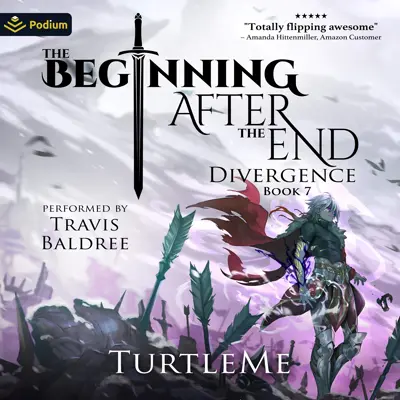 Podium
★★★★★
"Totally flipping awesome"
– Amanda Hittenmiller, Amazon Customer
THE
BEGINNING
AFTER
THE END
DIVERGENCE
BOOK 7
PERFORMED BY
TRAVIS
BALDREE
TURTLEME